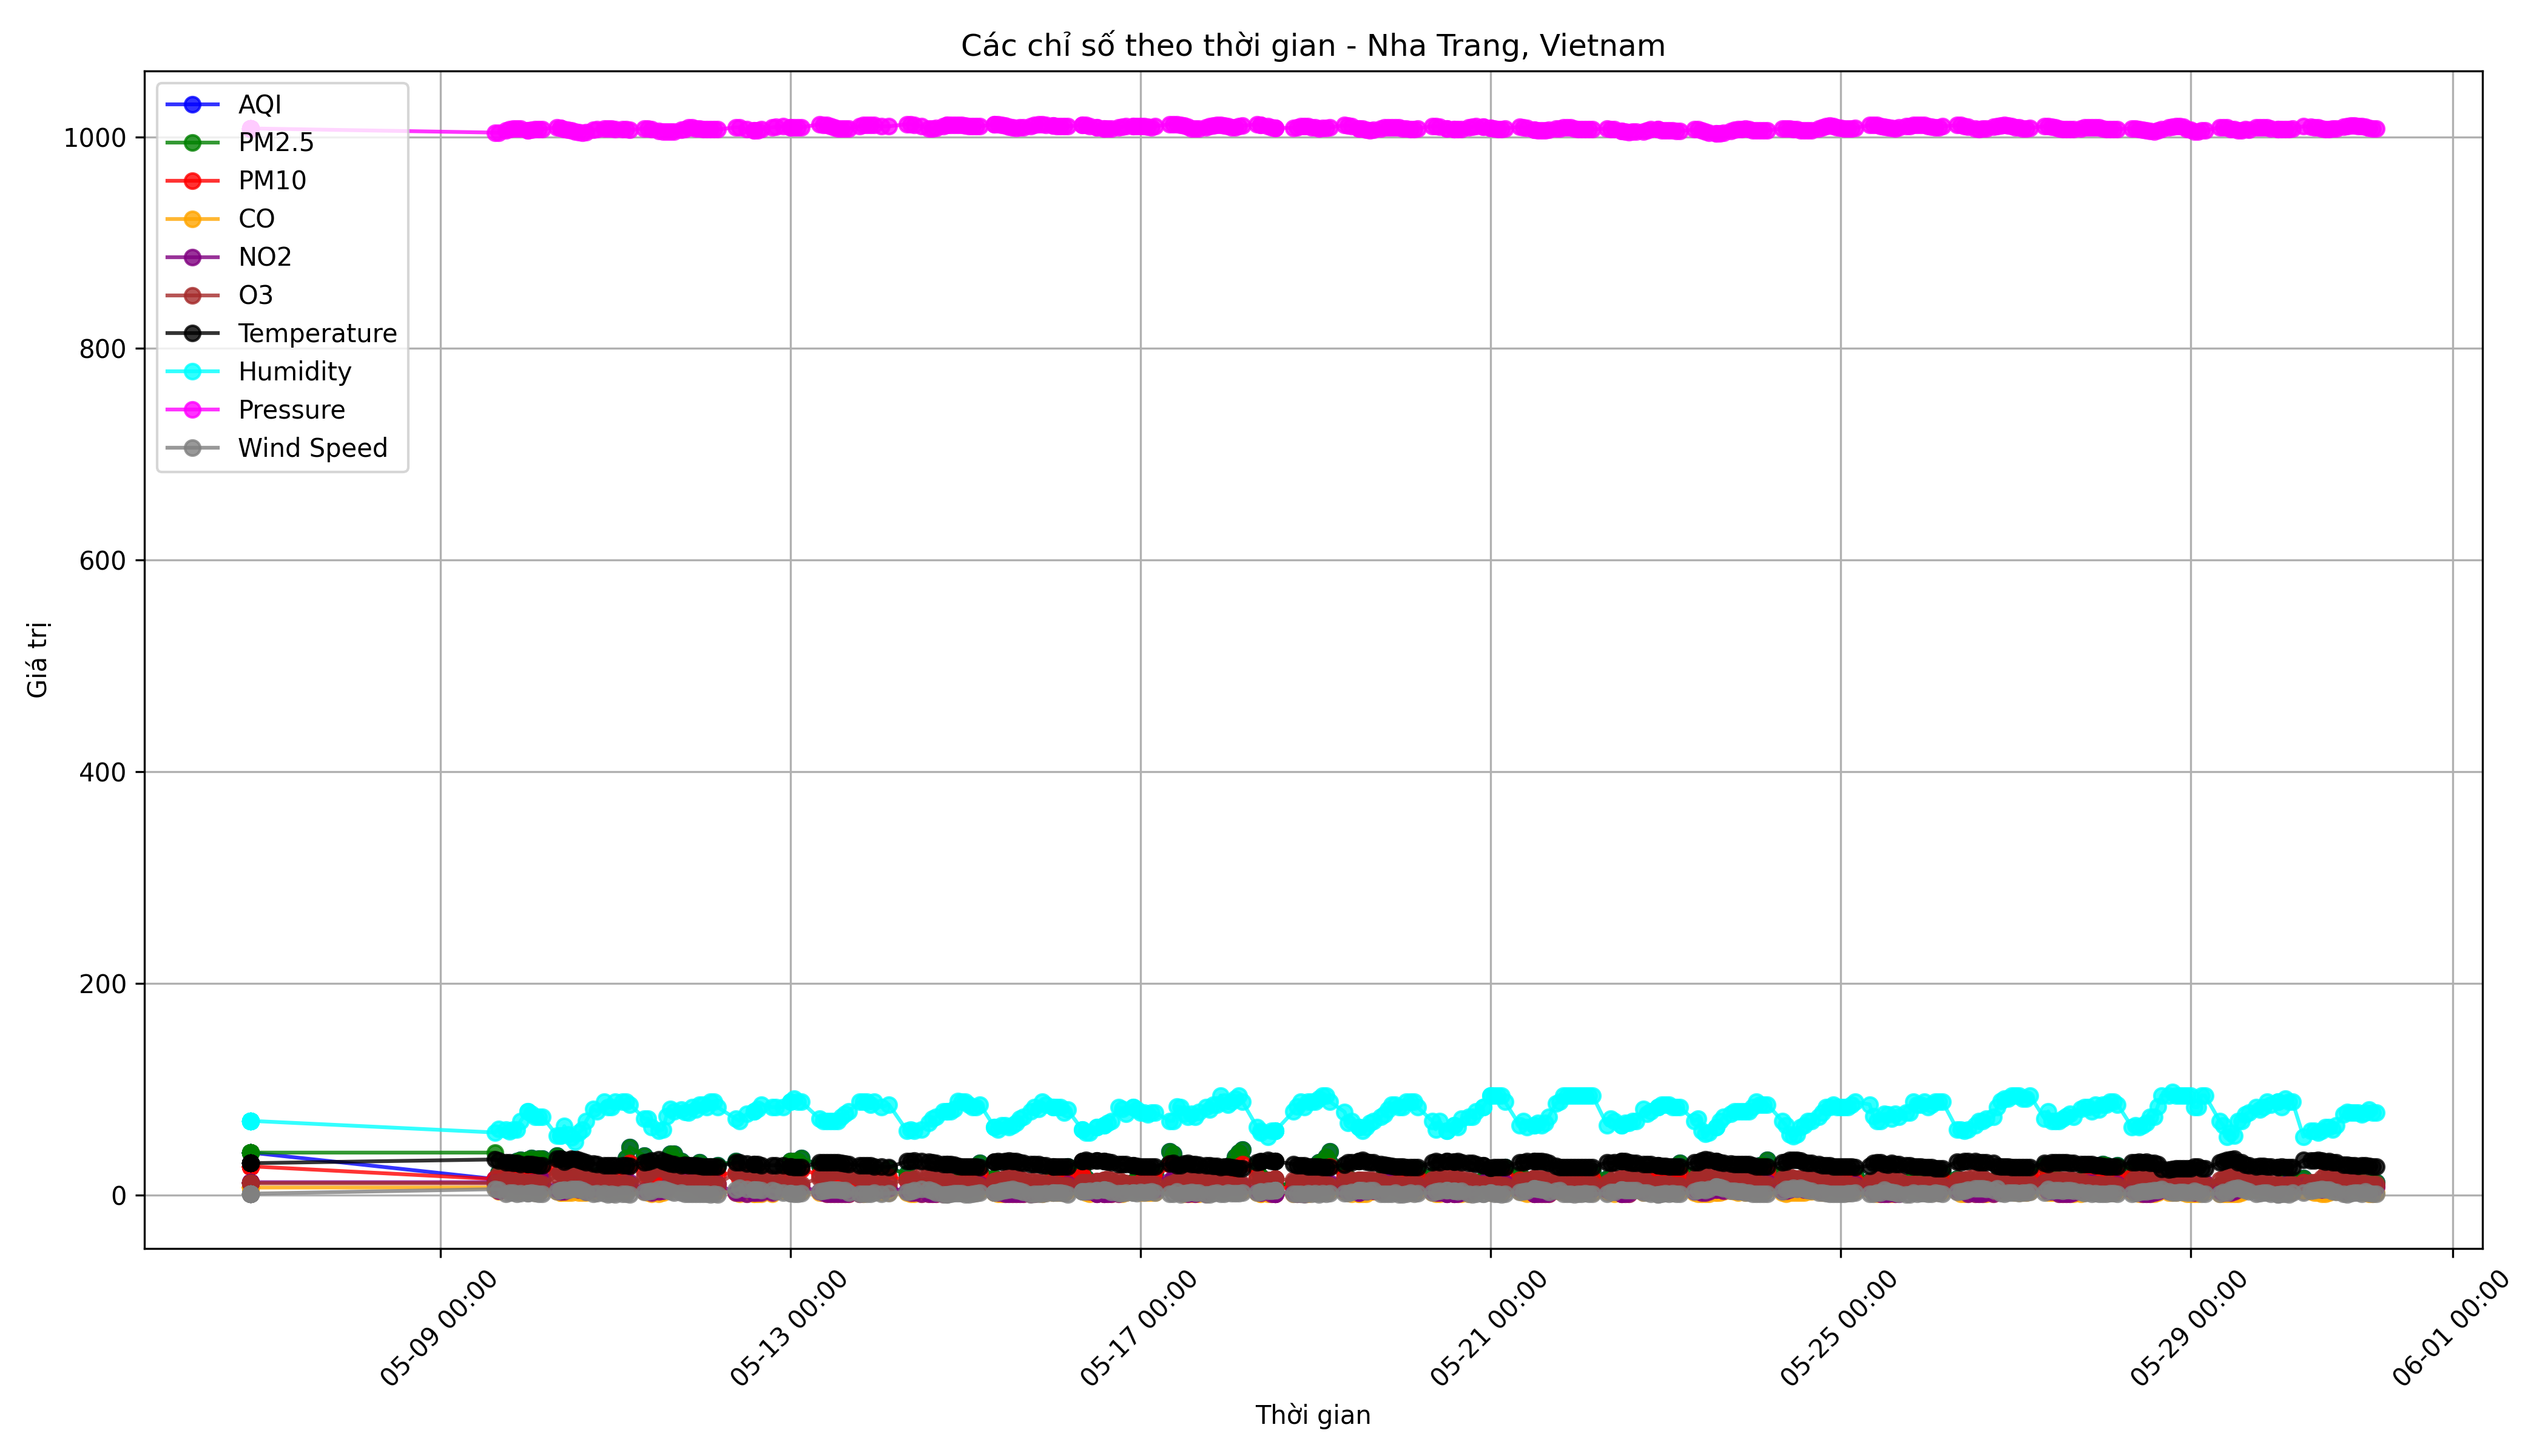 Các chỉ số theo thời gian - Nha Trang, Vietnam
AQI
PM2.5
PM10
CO
NO2
O3
Temperature
Humidity
Pressure
Wind Speed
Giá trị
1000
800
600
400
200
0
05-09 00:00
05-13 00:00
05-17 00:00
05-21 00:00
05-25 00:00
05-29 00:00
06-01 00:00
Thời gian